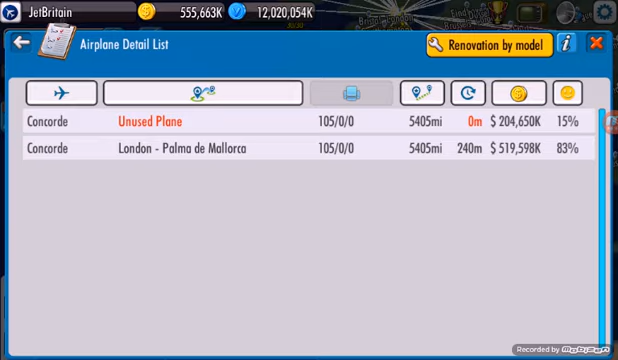 JetBritain
555,663K
12,020,054K
Airplane Detail List
Renovation by model
i
Concorde Unused Plane 105/0/0 5405mi 0m $ 204,650K 15%
Concorde London - Palma de Mallorca 105/0/0 5405mi 240m $ 519,598K 83%
Recorded by Mobizen